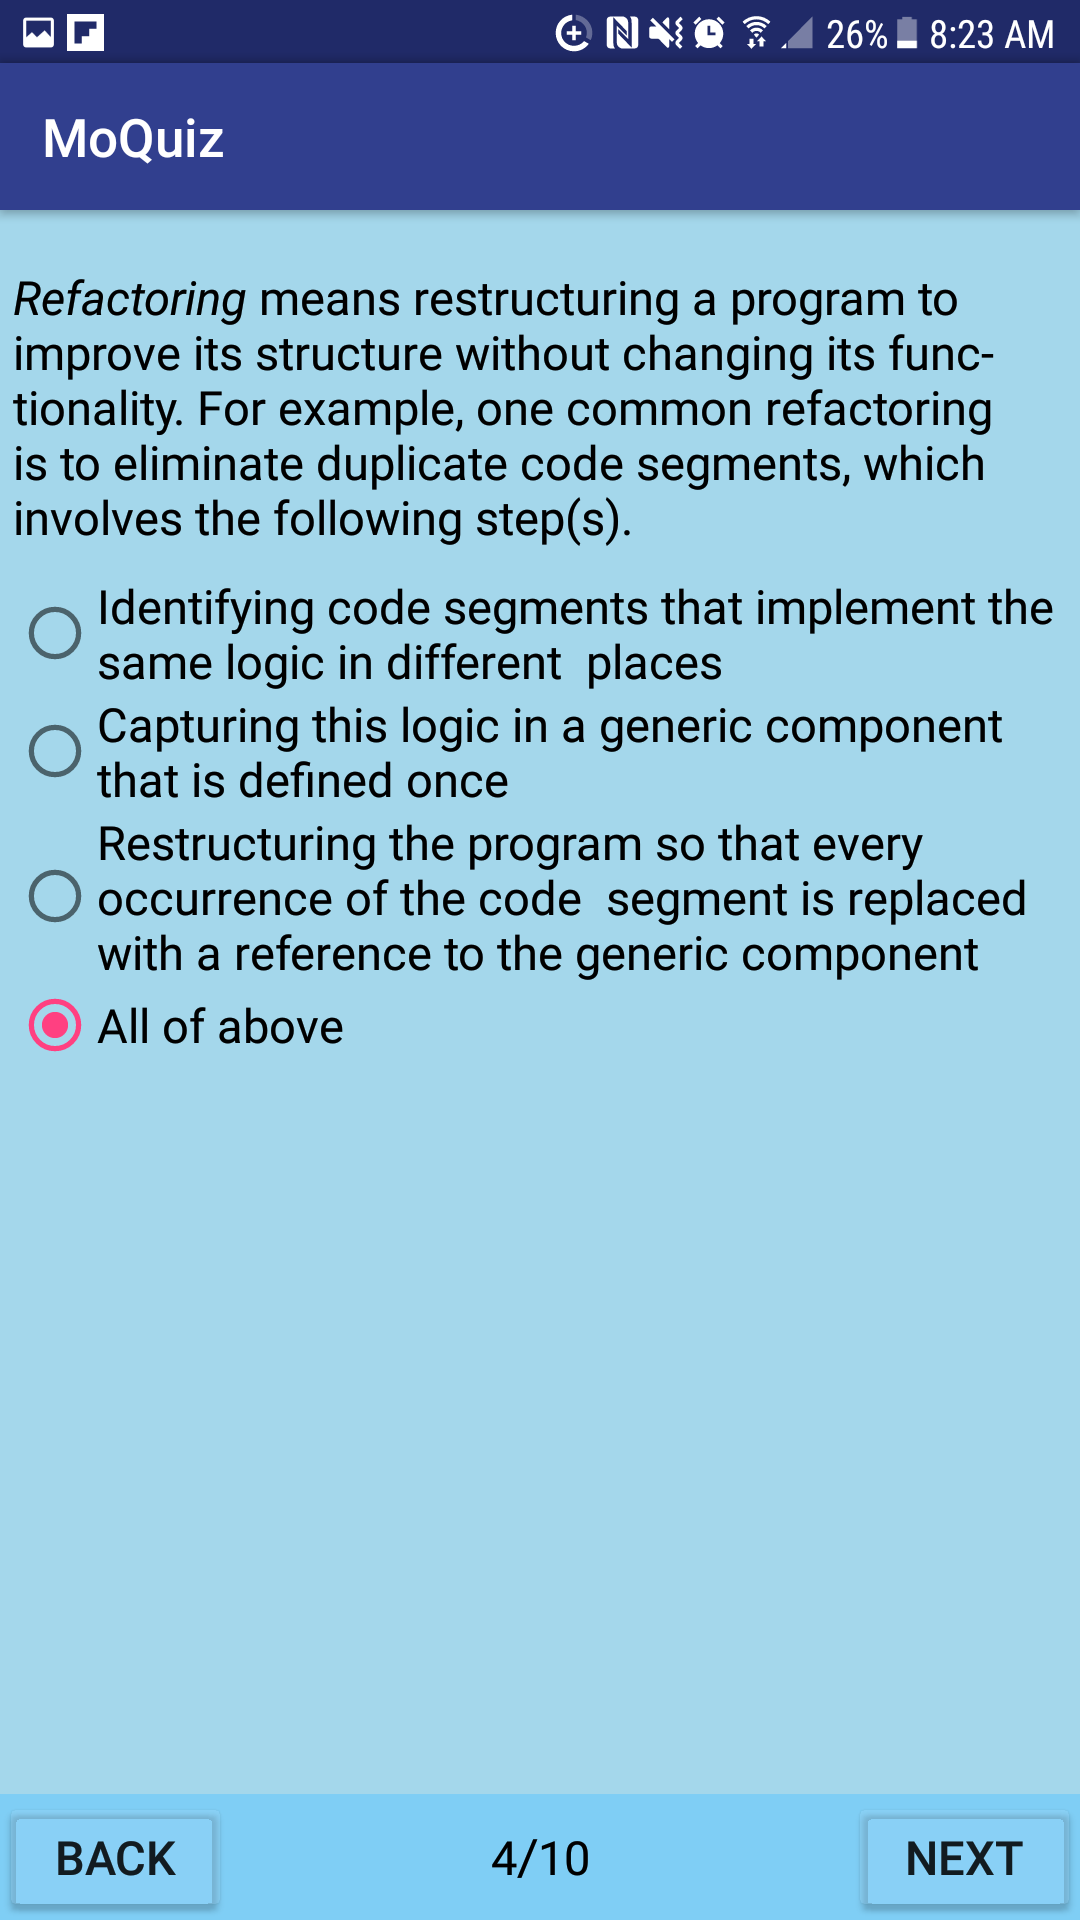 26% 8:23 AM
MoQuiz
Refactoring means restructuring a program to
improve its structure without changing its func-
tionality. For example, one common refactoring
is to eliminate duplicate code segments, which
involves the following step(s).
Identifying code segments that implement the
same logic in different  places
Capturing this logic in a generic component
that is defined once
Restructuring the program so that every
occurrence of the code  segment is replaced
with a reference to the generic component
All of above
BACK 4/10 NEXT